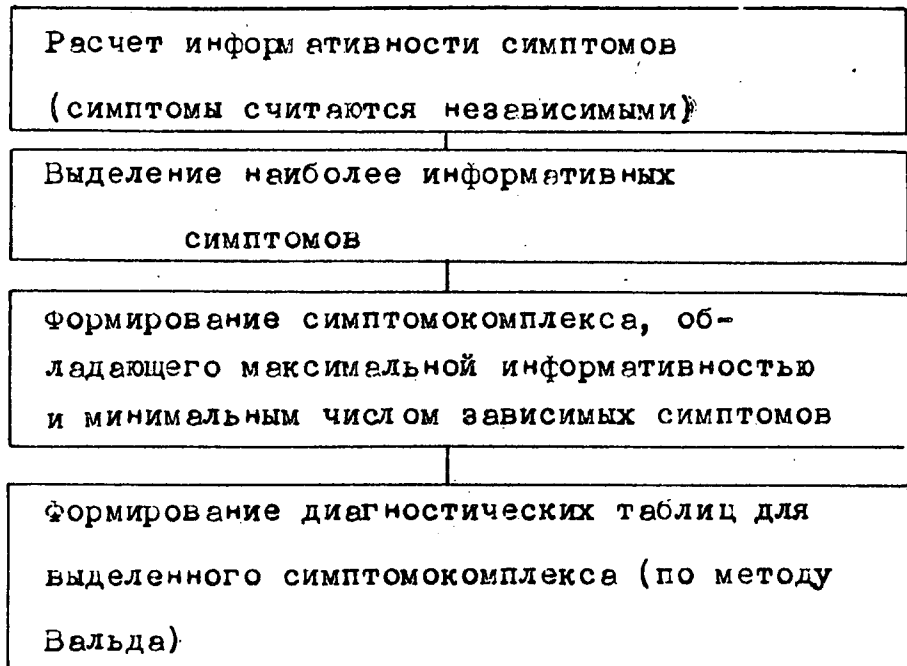 Расчет информативности симптомов
(симптомы считаются независимыми)
Выделение наиболее информативных
симптомов
Формирование симптомокомплекса, об-
ладающего максимальной информативностью
и минимальным числом зависимых симптомов
Формирование диагностических таблиц для
выделенного симптомокомплекса (по методу
Вальда)